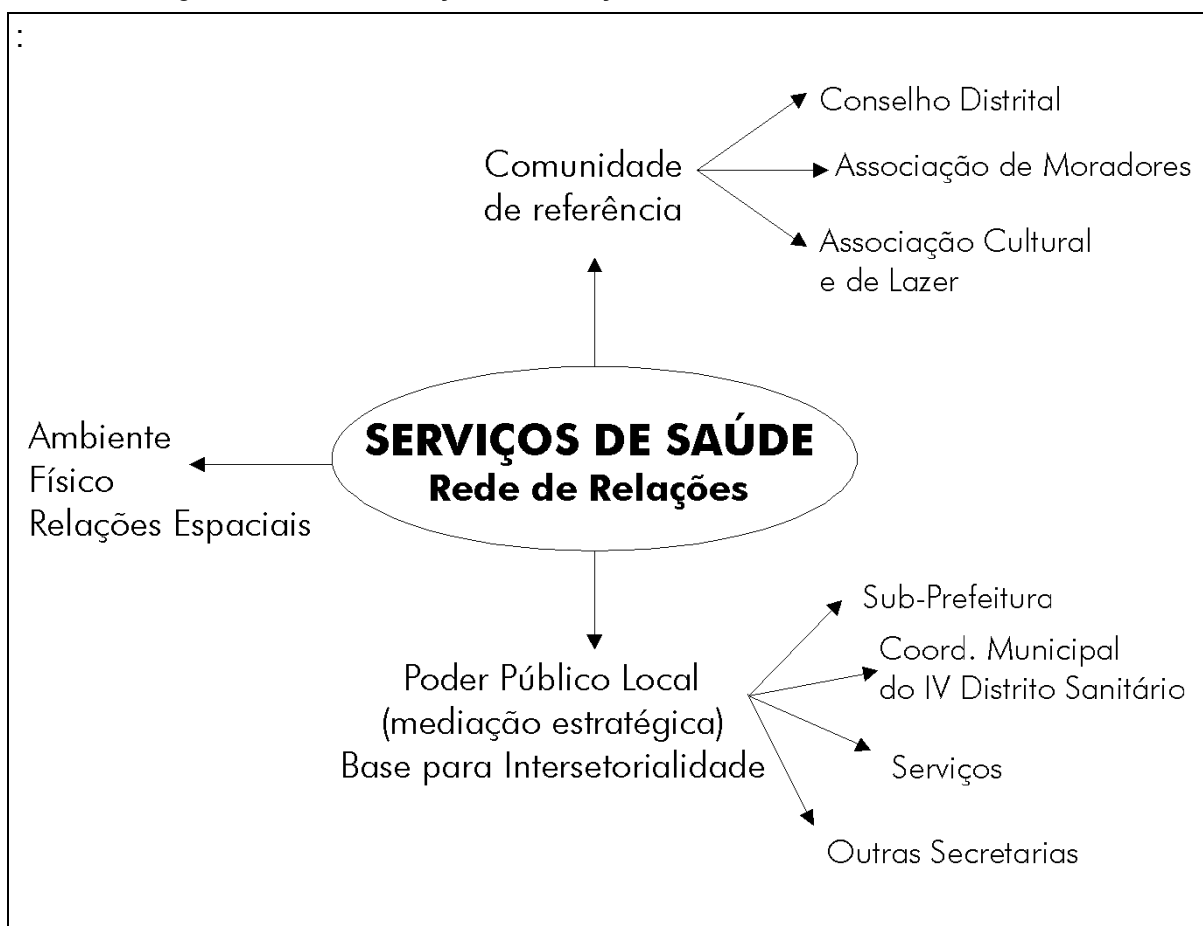 :
Comunidade
de referência
Conselho Distrital
Associação de Moradores
Associação Cultural
e de Lazer
Ambiente
Físico
Relações Espaciais
SERVIÇOS DE SAÚDE
Rede de Relações
Poder Público Local
(mediação estratégica)
Base para Intersetorialidade
Sub-Prefeitura
Coord. Municipal
do IV Distrito Sanitário
Serviços
Outras Secretarias